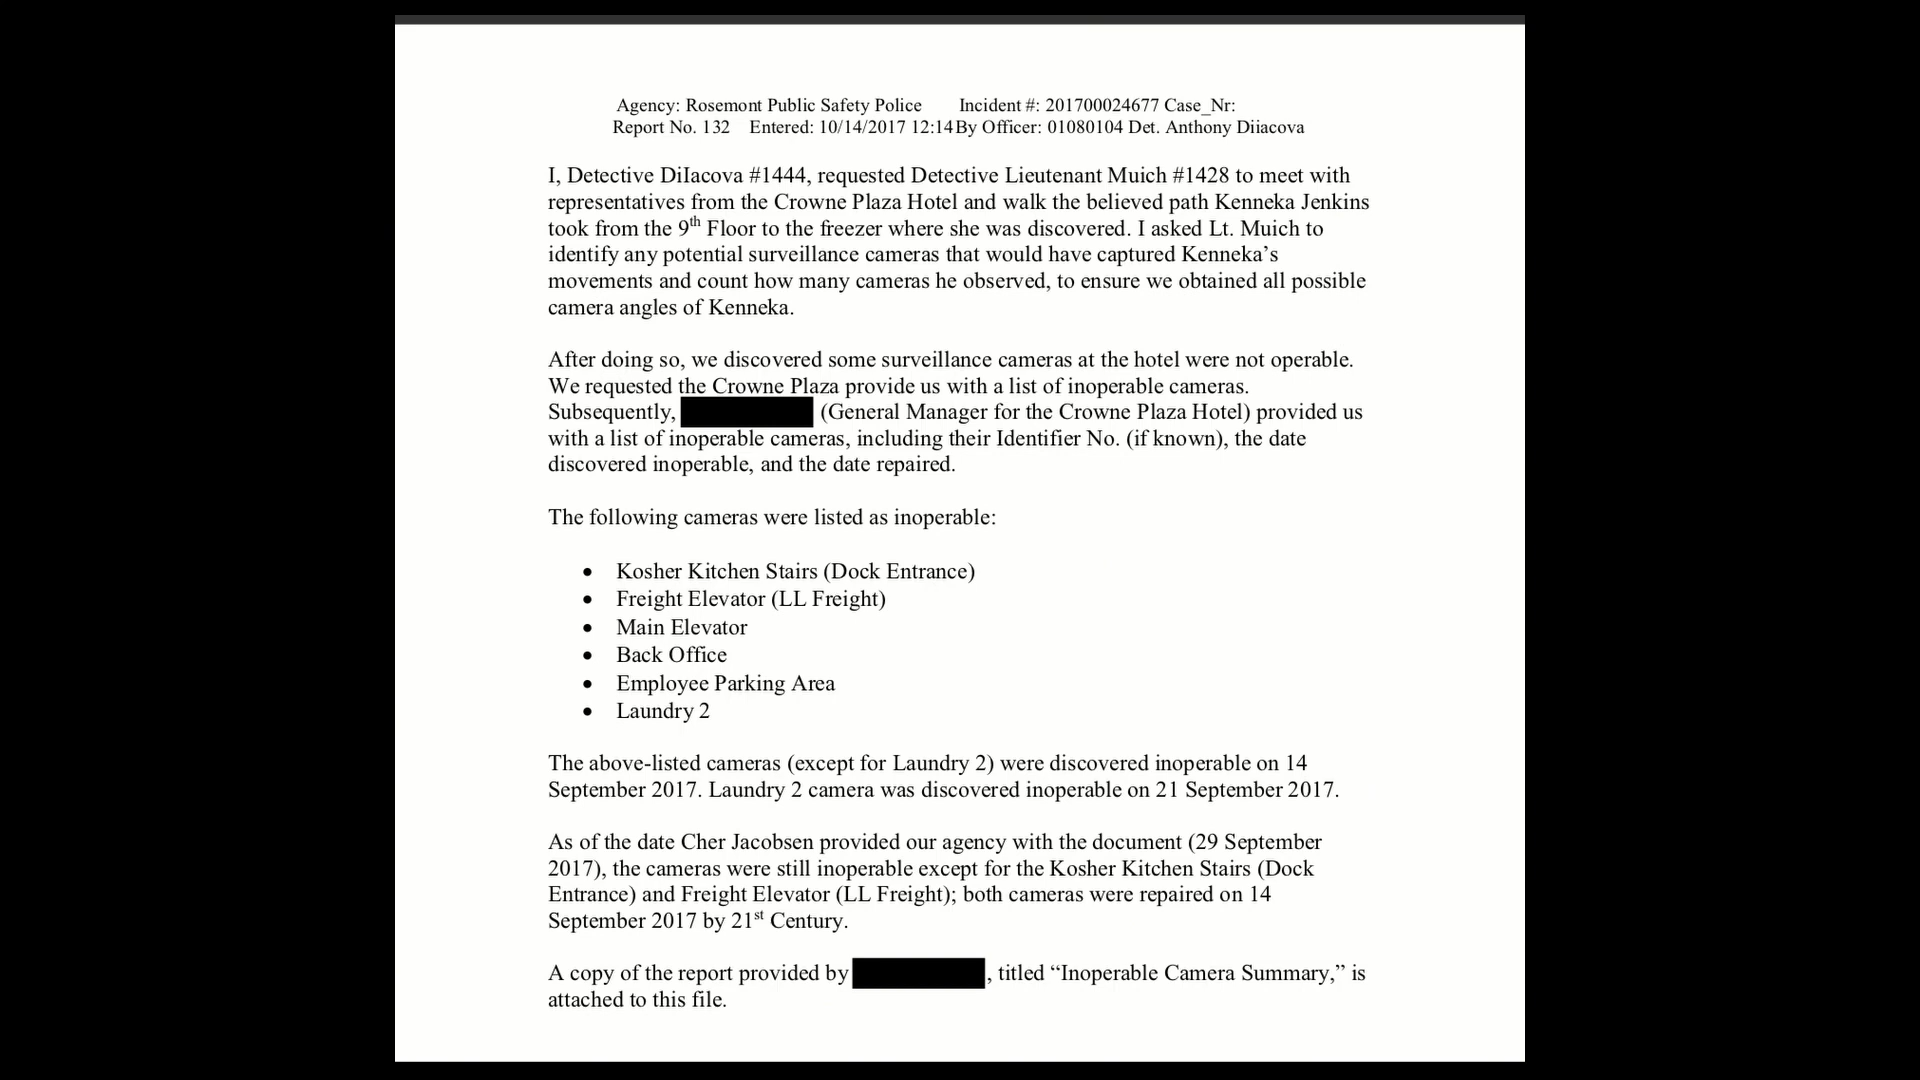 Agency: Rosemont Public Safety Police Incident #: 201700024677 Case_Nr:
Report No. 132 Entered: 10/14/2017 12:14By Officer: 01080104 Det. Anthony Diiacova
I, Detective DiIacova #1444, requested Detective Lieutenant Muich #1428 to meet with
representatives from the Crowne Plaza Hotel and walk the believed path Kenneka Jenkins
took from the 9th Floor to the freezer where she was discovered. I asked Lt. Muich to
identify any potential surveillance cameras that would have captured Kenneka’s
movements and count how many cameras he observed, to ensure we obtained all possible
camera angles of Kenneka.
After doing so, we discovered some surveillance cameras at the hotel were not operable.
We requested the Crowne Plaza provide us with a list of inoperable cameras.
Subsequently, (General Manager for the Crowne Plaza Hotel) provided us
with a list of inoperable cameras, including their Identifier No. (if known), the date
discovered inoperable, and the date repaired.
The following cameras were listed as inoperable:
• Kosher Kitchen Stairs (Dock Entrance)
• Freight Elevator (LL Freight)
• Main Elevator
• Back Office
• Employee Parking Area
• Laundry 2
The above-listed cameras (except for Laundry 2) were discovered inoperable on 14
September 2017. Laundry 2 camera was discovered inoperable on 21 September 2017.
As of the date Cher Jacobsen provided our agency with the document (29 September
2017), the cameras were still inoperable except for the Kosher Kitchen Stairs (Dock
Entrance) and Freight Elevator (LL Freight); both cameras were repaired on 14
September 2017 by 21st Century.
A copy of the report provided by , titled “Inoperable Camera Summary,” is
attached to this file.